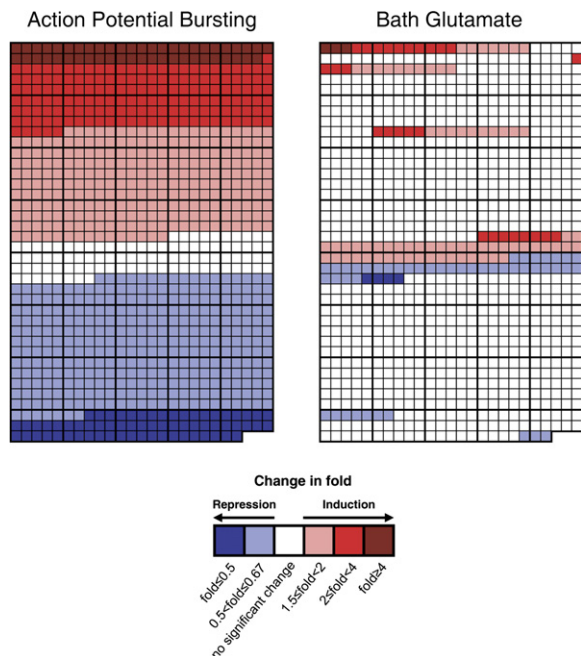 Action Potential Bursting
Bath Glutamate
Change in fold
Repression
Induction
fold≤0.5
0.5<fold≤0.67
no significant change
1.5≤fold<2
2≤fold<4
fold≥4